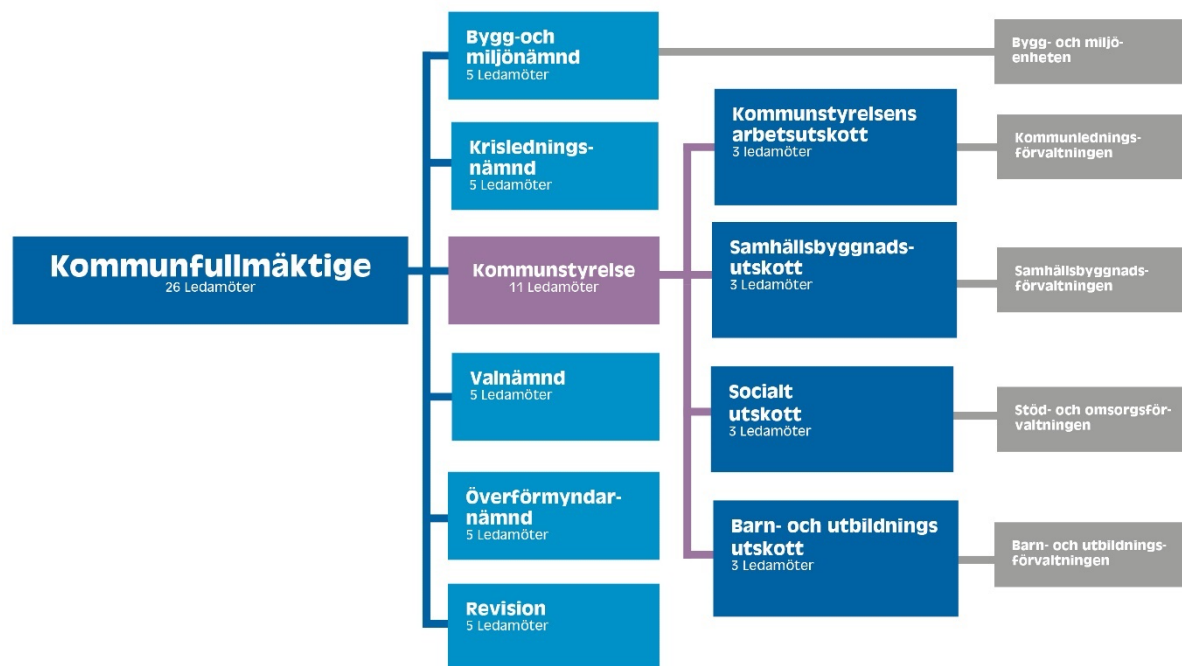 Kommunfullmäktige
26 Ledamöter
Bygg-och
miljönämnd
5 Ledamöter
Krislednings-
nämnd
5 Ledamöter
Kommunstyrelse
11 Ledamöter
Valnämnd
5 Ledamöter
Överförmyndar-
nämnd
5 Ledamöter
Revision
5 Ledamöter
Kommunstyrelsens
arbetsutskott
3 ledamöter
Samhällsbyggnads-
utskott
3 Ledamöter
Socialt
utskott
3 Ledamöter
Barn- och utbildnings
utskott
3 Ledamöter
Bygg- och miljö-
enheten
Kommunlednings-
förvaltningen
Samhällsbyggnads-
förvaltningen
Stöd- och omsorgsför-
valtningen
Barn- och utbildnings-
förvaltningen